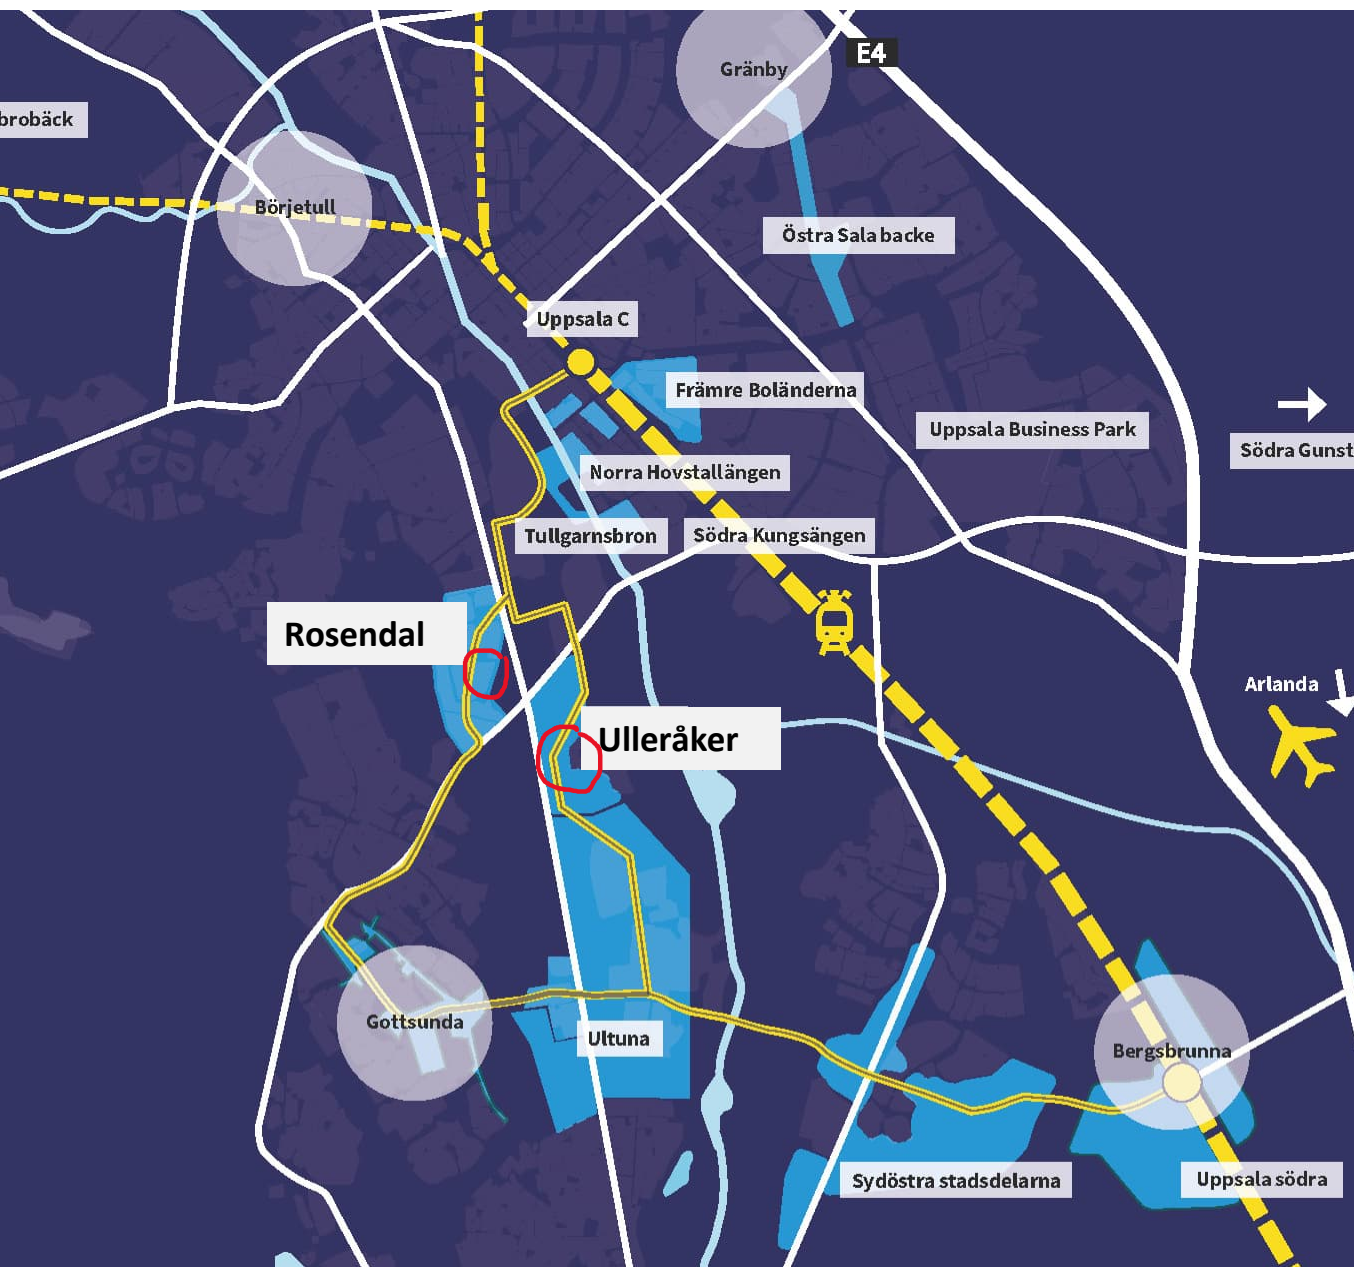 Gränby
E4
brobäck
Börjetull
Östra Sala backe
Uppsala C
Främre Boländerna
Uppsala Business Park
Södra Gunst
Norra Hovstallängen
Tullgarnsbron
Södra Kungsängen
Rosendal
Arlanda
Ulleråker
Gottsunda
Ultuna
Bergsbrunna
Sydöstra stadsdelarna
Uppsala södra